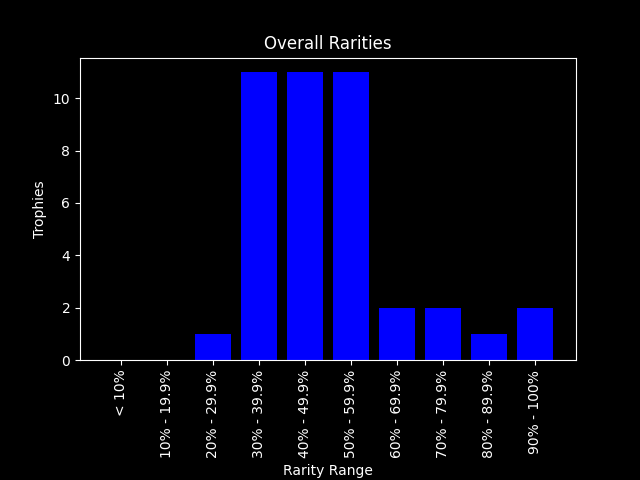 Overall Rarities
Trophies
10
8
6
4
2
0
< 10%
10% - 19.9%
20% - 29.9%
30% - 39.9%
40% - 49.9%
50% - 59.9%
60% - 69.9%
70% - 79.9%
80% - 89.9%
90% - 100%
Rarity Range